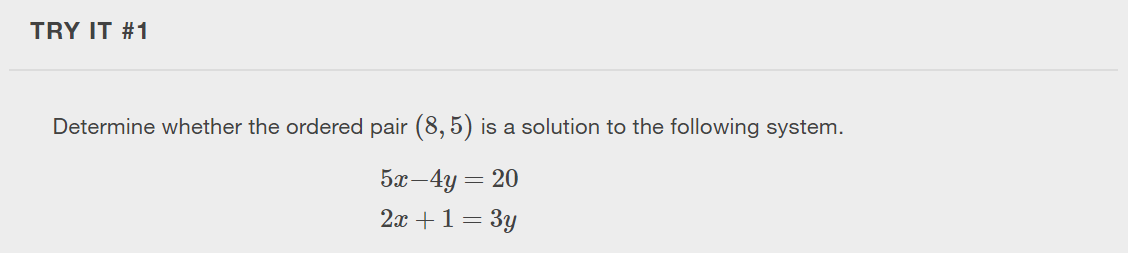 TRY IT #1
Determine whether the ordered pair (8, 5) is a solution to the following system.
5x−4y = 20
2x + 1 = 3y